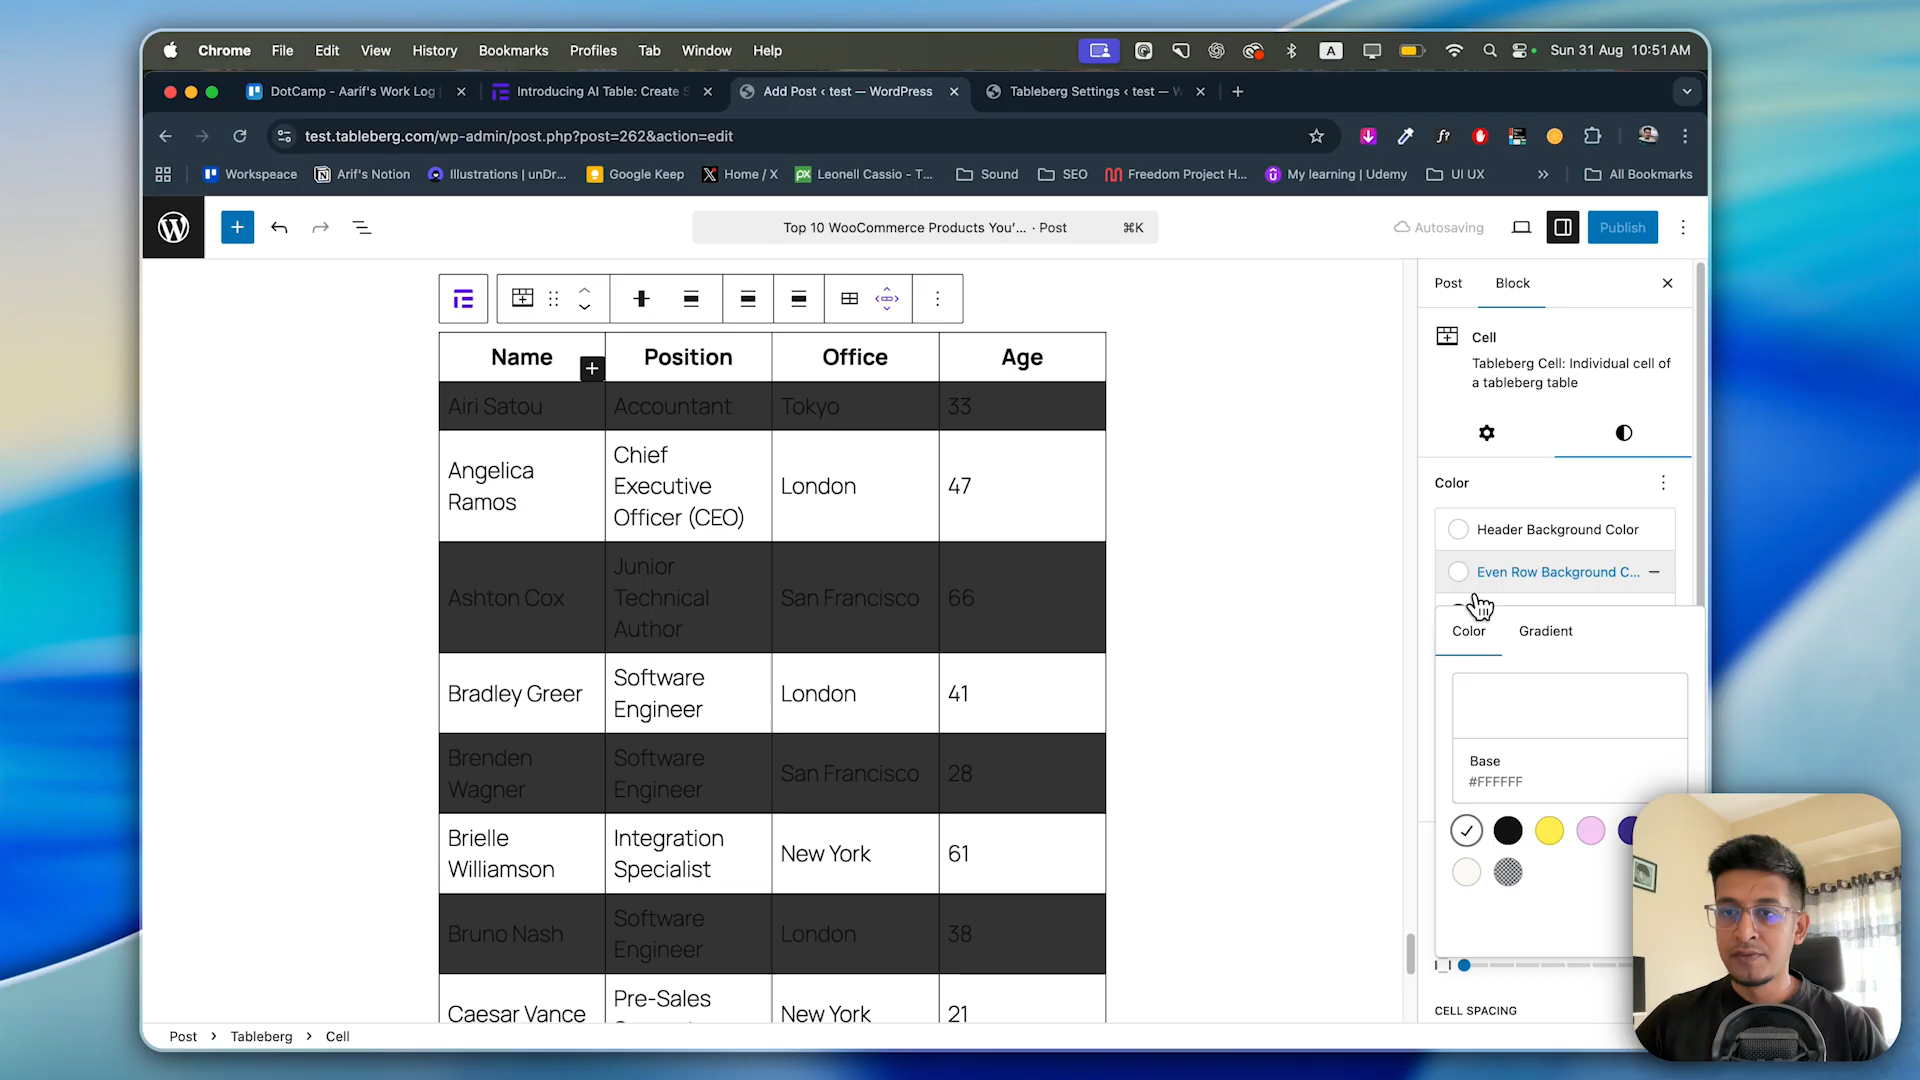 Chrome File Edit View History Bookmarks Profiles Tab Window Help A Sun 31 Aug 10:51 AM
DotCamp - Aarif's Work Log Introducing AI Table: Create S Add Post ‹ test — WordPress Tableberg Settings ‹ test — W
test.tableberg.com/wp-admin/post.php?post=262&action=edit
Workspeace Arif's Notion Illustrations | unDr... Google Keep Home / X Leonell Cassio - T... Sound SEO Freedom Project H... My learning | Udemy UI UX All Bookmarks
Top 10 WooCommerce Products You'... · Post ⌘K Autosaving Publish
Post Block
Cell
Tableberg Cell: Individual cell of
a tableberg table
Color
Header Background Color
Even Row Background C...
Color Gradient
Base
#FFFFFF
CELL SPACING
Name Position Office Age
Airi Satou Accountant Tokyo 33
Angelica
Ramos
Chief
Executive
Officer (CEO)
London 47
Ashton Cox
Junior
Technical
Author
San Francisco 66
Bradley Greer
Software
Engineer
London 41
Brenden
Wagner
Software
Engineer
San Francisco 28
Brielle
Williamson
Integration
Specialist
New York 61
Bruno Nash
Software
Engineer
London 38
Caesar Vance
Pre-Sales
New York 21
Post › Tableberg › Cell